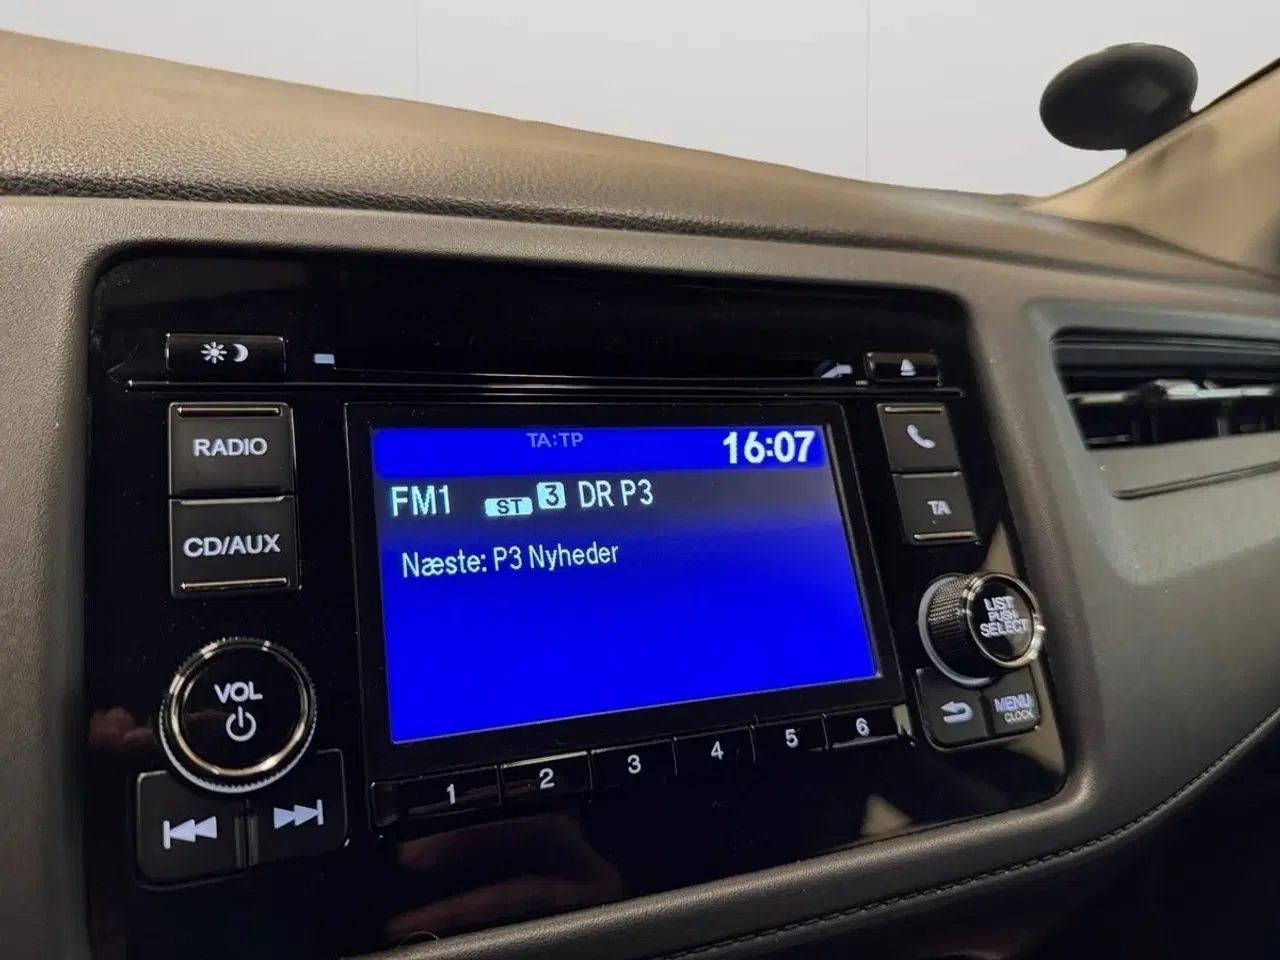 TA:TP 16:07
FM1 ST 3 DR P3
Næste: P3 Nyheder
RADIO
CD/AUX
VOL
TA
LIST
PUSH
SELECT
MENU
CLOCK
1 2 3 4 5 6